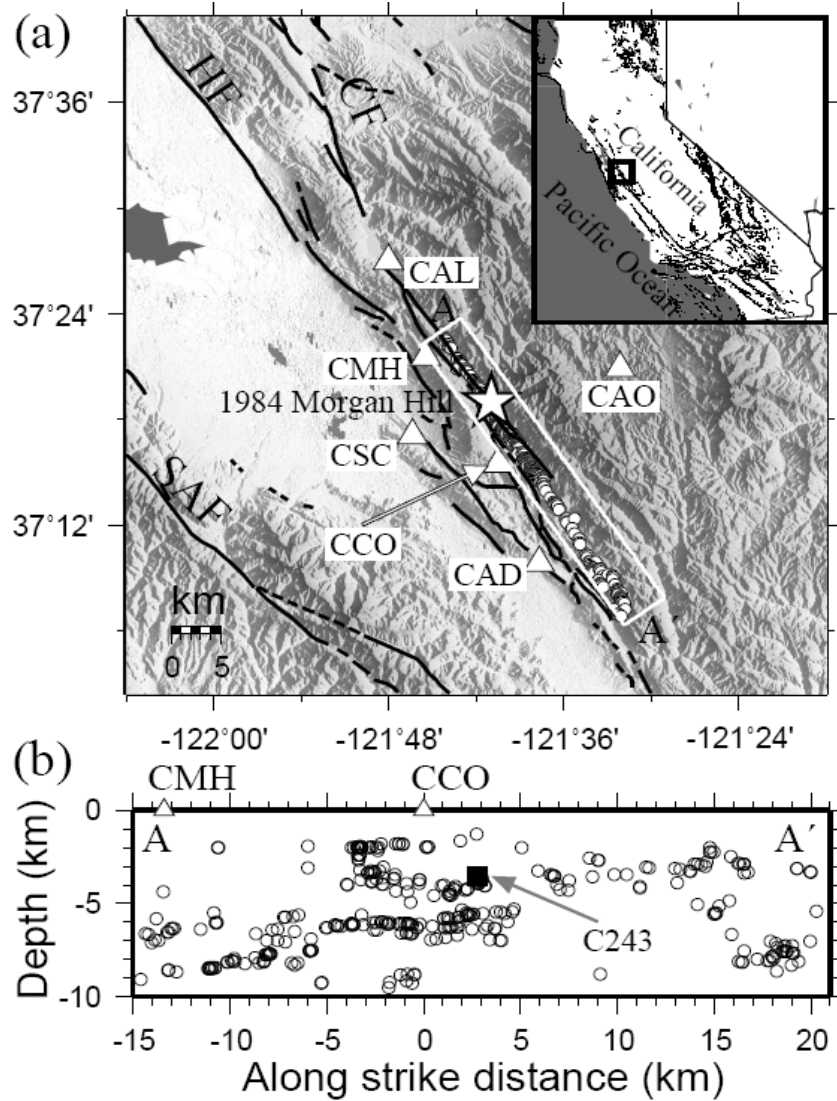 (a)
HF
CF
California
Pacific Ocean
37°36'
37°24'
37°12'
CAL
A
CMH
CAO
1984 Morgan Hill
CSC
SAF
CCO
CAD
A´
km
0 5
-122°00' -121°48' -121°36' -121°24'
(b)
CMH CCO
A A´
C243
Depth (km)
0
-5
-10
-15 -10 -5 0 5 10 15 20
Along strike distance (km)